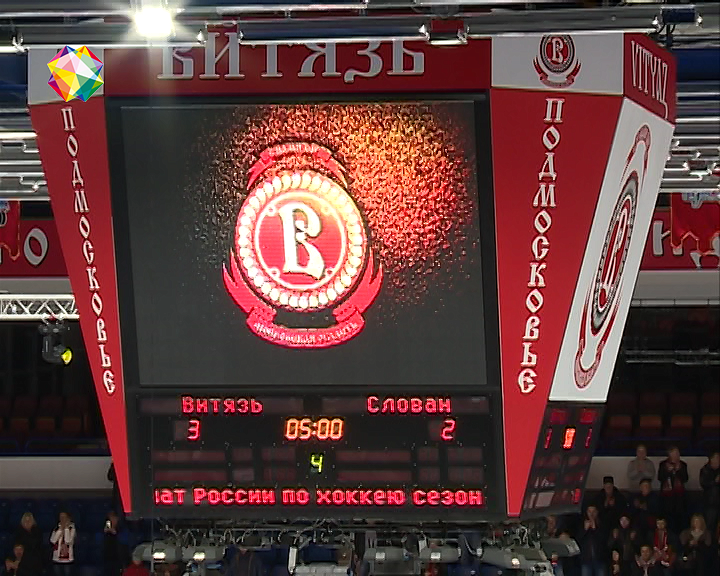 ВИТЯЗЬ
VITYAZ
ПОДМОСКОВЬЕ
ПОДМОСКОВЬЕ
В
В
Витязь Слован
3 05:00 2
4
ат России по хоккею сезон